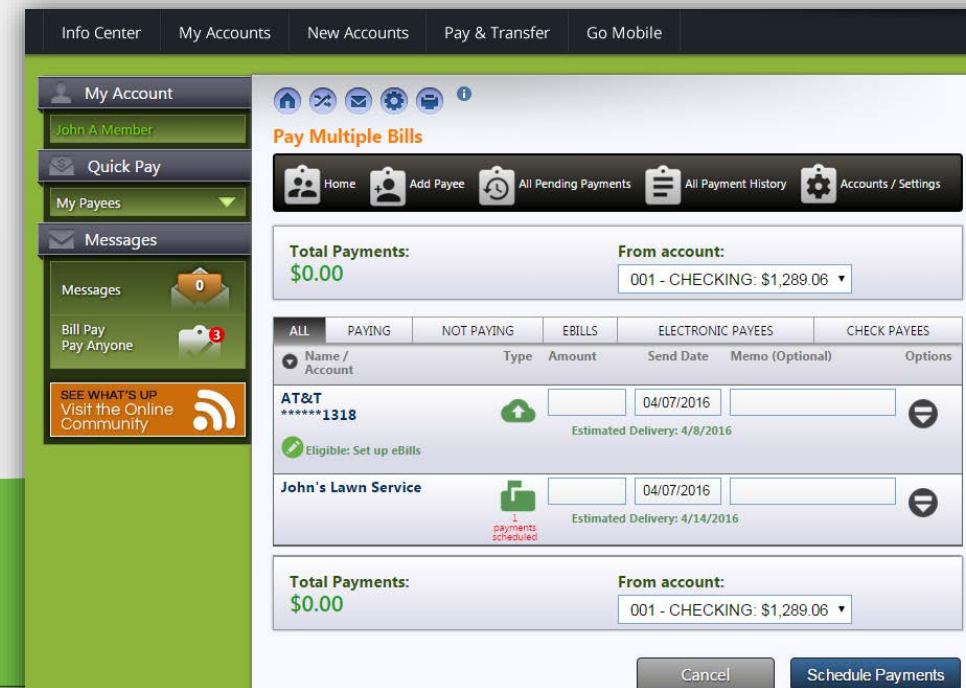 Info Center My Accounts New Accounts Pay & Transfer Go Mobile
My Account
John A Member
Quick Pay
My Payees
Messages
Messages 0
Bill Pay
Pay Anyone 3
SEE WHAT'S UP
Visit the Online
Community
i
Pay Multiple Bills
Home Add Payee All Pending Payments All Payment History Accounts / Settings
Total Payments: From account:
$0.00 001 - CHECKING: $1,289.06
ALL PAYING NOT PAYING EBILLS ELECTRONIC PAYEES CHECK PAYEES
Name / Type Amount Send Date Memo (Optional) Options
Account
AT&T
******1318 04/07/2016
Estimated Delivery: 4/8/2016
Eligible: Set up eBills
John's Lawn Service 04/07/2016
1 Estimated Delivery: 4/14/2016
payments
scheduled
Total Payments: From account:
$0.00 001 - CHECKING: $1,289.06
Cancel Schedule Payments